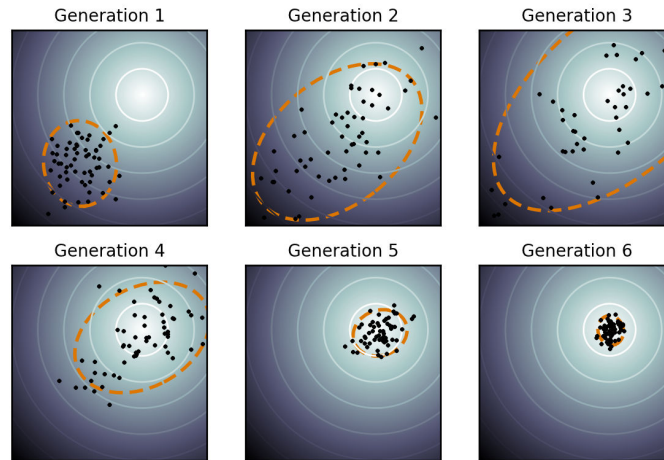 Generation 1
Generation 2
Generation 3
Generation 4
Generation 5
Generation 6